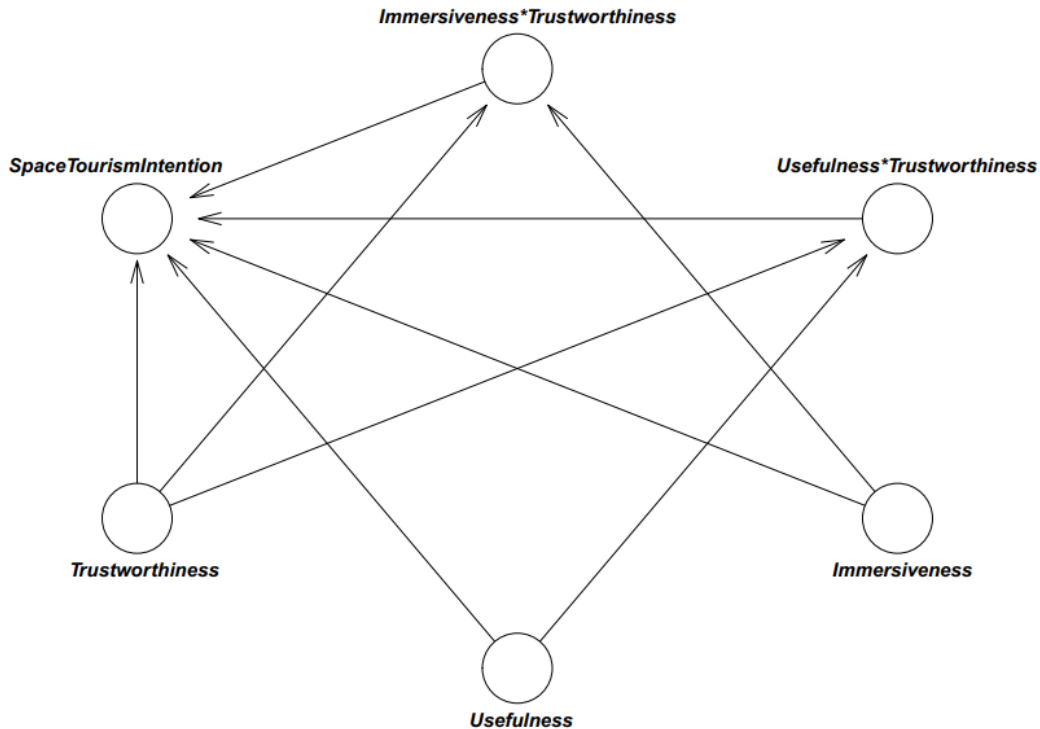 Immersiveness*Trustworthiness
SpaceTourismIntention
Usefulness*Trustworthiness
Trustworthiness
Immersiveness
Usefulness